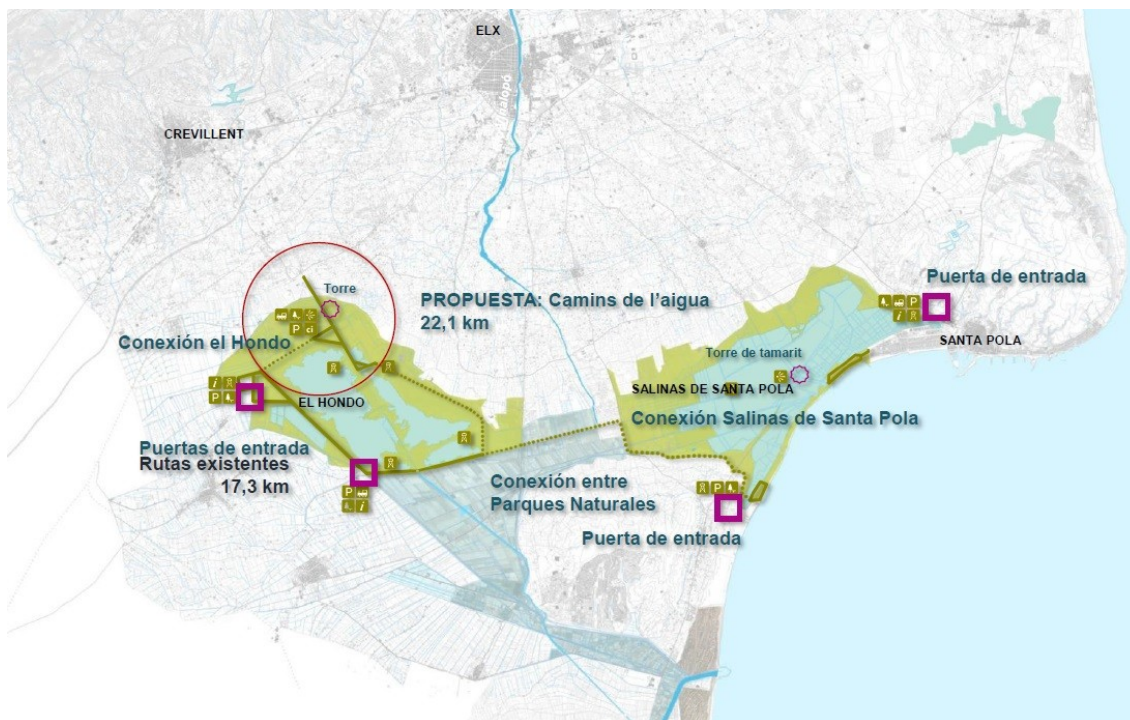 ELX
Vinalopó
CREVILLENT
Puerta de entrada
Torre
PROPUESTA: Camins de l'aigua
22,1 km
SANTA POLA
Conexión el Hondo
Torre de tamarit
SALINAS DE SANTA POLA
EL HONDO
Conexión Salinas de Santa Pola
Puertas de entrada
Rutas existentes
17,3 km
Conexión entre
Parques Naturales
Puerta de entrada
P
i
P
i
P
P
i
P